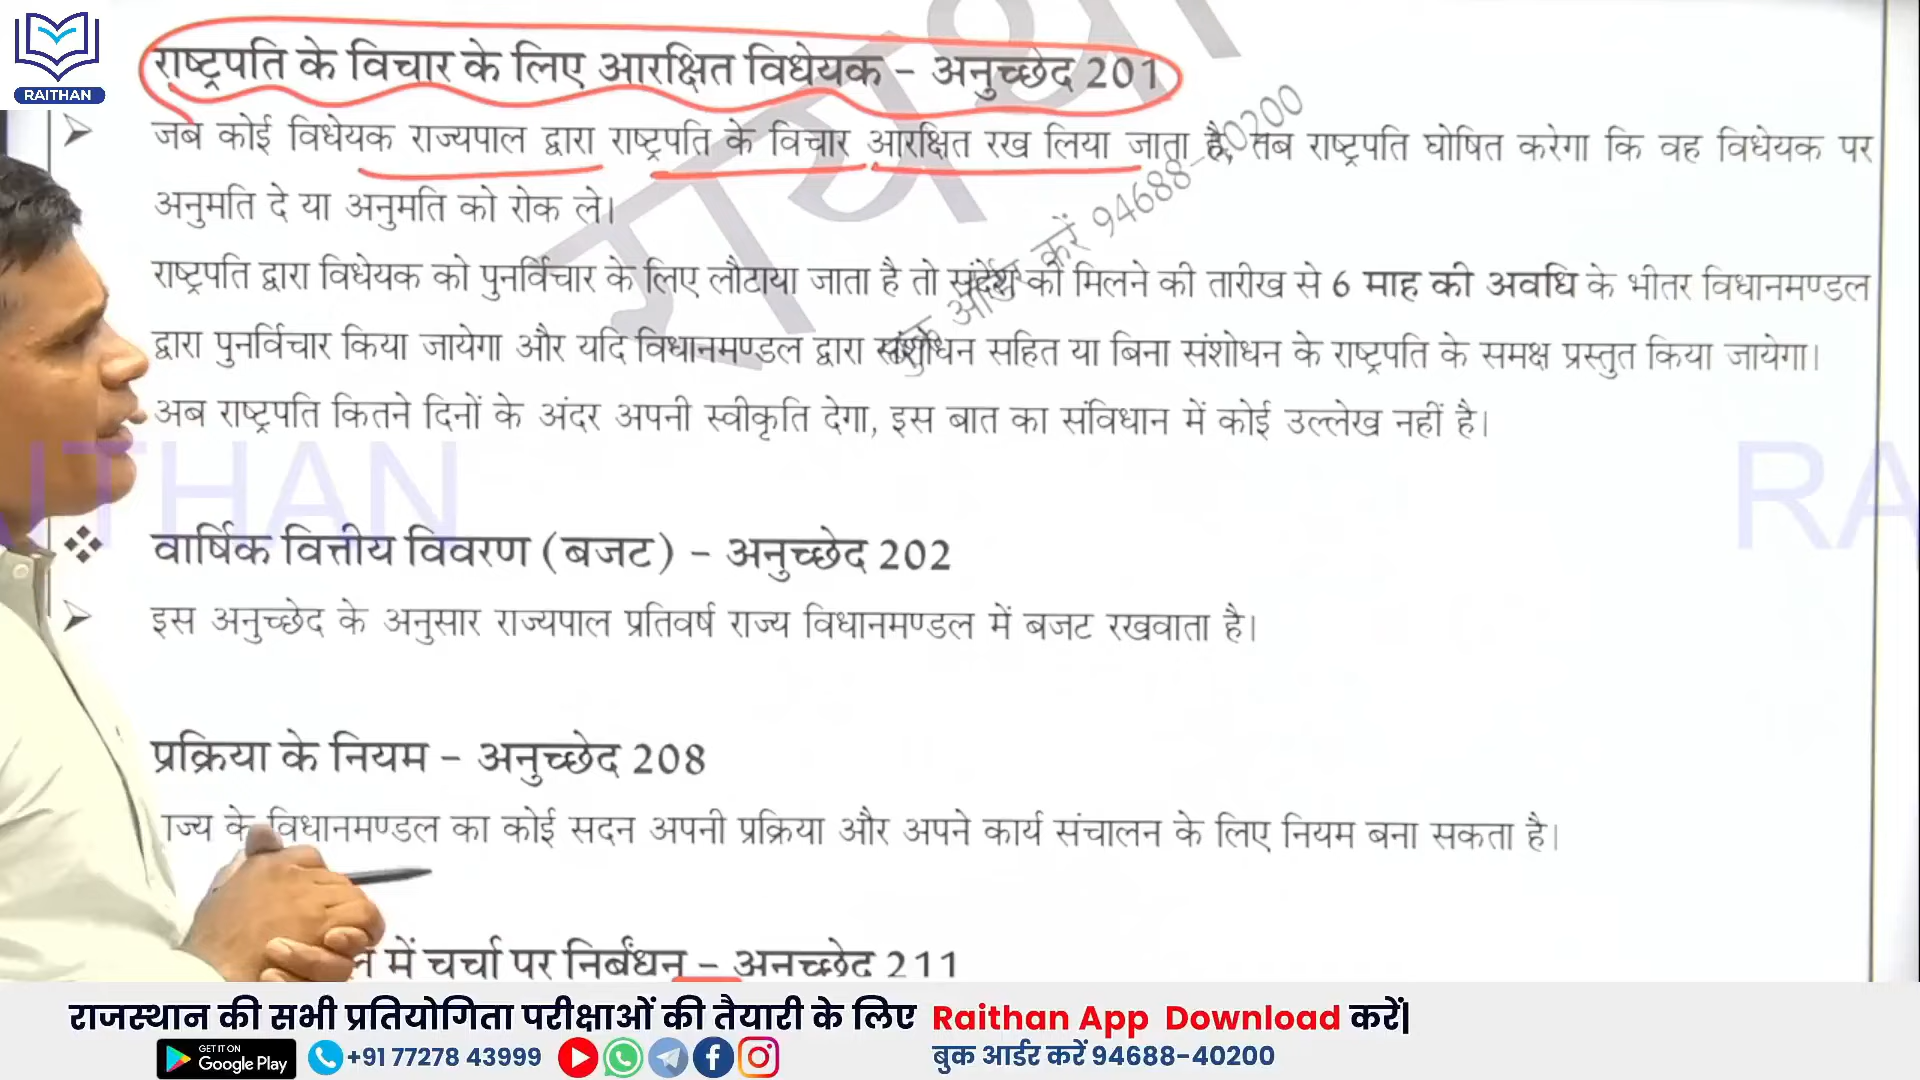 RAITHAN
राष्ट्रपति के विचार के लिए आरक्षित विधेयक – अनुच्छेद 201
जब कोई विधेयक राज्यपाल द्वारा राष्ट्रपति के विचार आरक्षित रख लिया जाता है, तब राष्ट्रपति घोषित करेगा कि वह विधेयक पर
अनुमति दे या अनुमति को रोक ले।
राष्ट्रपति द्वारा विधेयक को पुनर्विचार के लिए लौटाया जाता है तो संदेश को मिलने की तारीख से 6 माह की अवधि के भीतर विधानमण्डल
द्वारा पुनर्विचार किया जायेगा और यदि विधानमण्डल द्वारा संशोधन सहित या बिना संशोधन के राष्ट्रपति के समक्ष प्रस्तुत किया जायेगा।
अब राष्ट्रपति कितने दिनों के अंदर अपनी स्वीकृति देगा, इस बात का संविधान में कोई उल्लेख नहीं है।
वार्षिक वित्तीय विवरण (बजट) – अनुच्छेद 202
इस अनुच्छेद के अनुसार राज्यपाल प्रतिवर्ष राज्य विधानमण्डल में बजट रखवाता है।
प्रक्रिया के नियम – अनुच्छेद 208
के विधानमण्डल का कोई सदन अपनी प्रक्रिया और अपने कार्य संचालन के लिए नियम बना सकता है।
में चर्चा पर निर्बंधन – अनुच्छेद 211
करें 94688-40200
राजस्थान की सभी प्रतियोगिता परीक्षाओं की तैयारी के लिए Raithan App Download करें|
GET IT ON Google Play +91 77278 43999 बुक आर्डर करें 94688-40200